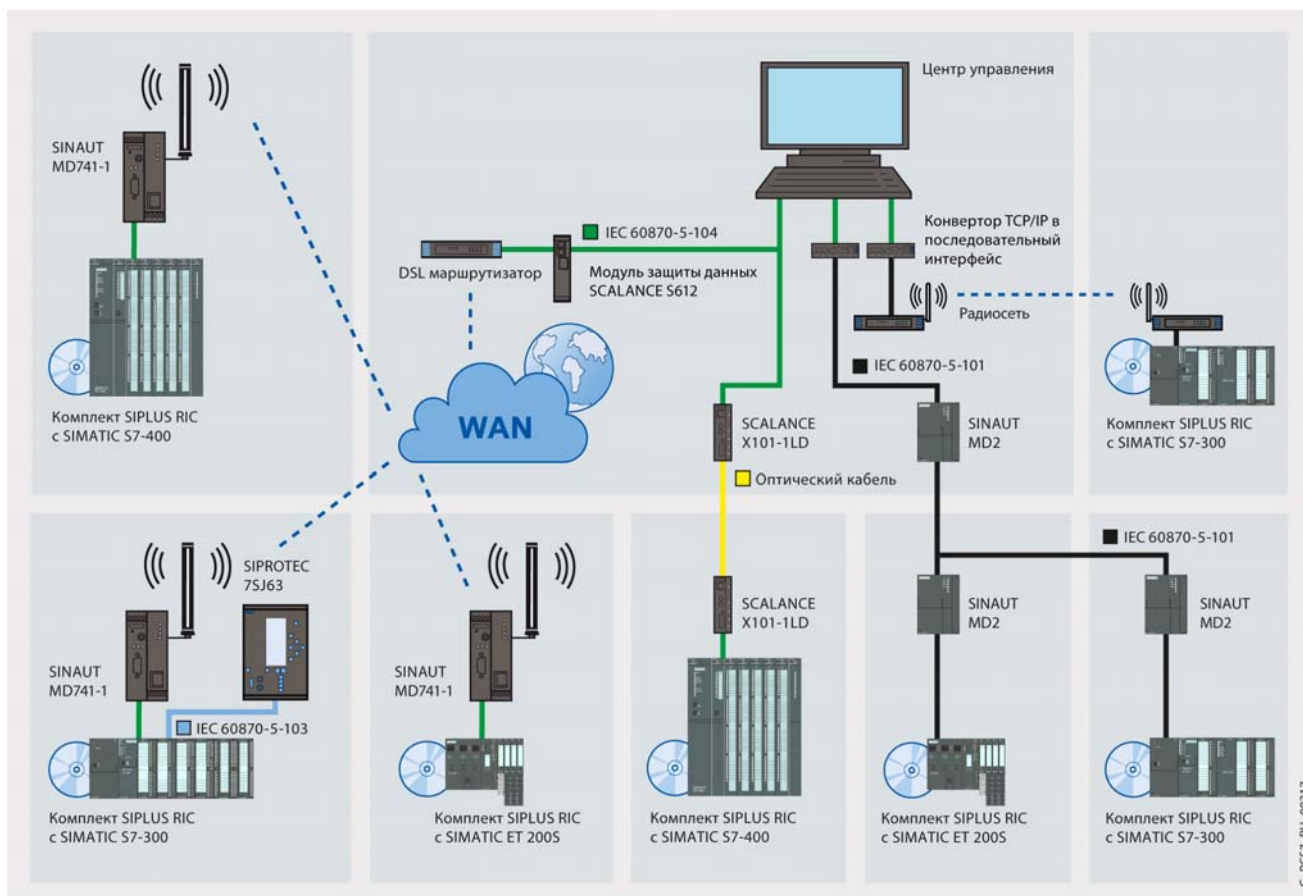 SINAUT
MD741-1
Комплект SIPLUS RIC
с SIMATIC S7-400
Центр управления
IEC 60870-5-104
DSL маршрутизатор
Модуль защиты данных
SCALANCE S612
Конвертор TCP/IP в
последовательный
интерфейс
Радиосеть
WAN
IEC 60870-5-101
SCALANCE
X101-1LD
SINAUT
MD2
Оптический кабель
Комплект SIPLUS RIC
с SIMATIC S7-300
SINAUT
MD741-1
SIPROTEC
7SJ63
IEC 60870-5-103
Комплект SIPLUS RIC
с SIMATIC S7-300
SINAUT
MD741-1
Комплект SIPLUS RIC
с SIMATIC ET 200S
SCALANCE
X101-1LD
Комплект SIPLUS RIC
с SIMATIC S7-400
IEC 60870-5-101
SINAUT
MD2
Комплект SIPLUS RIC
с SIMATIC ET 200S
SINAUT
MD2
Комплект SIPLUS RIC
с SIMATIC S7-300